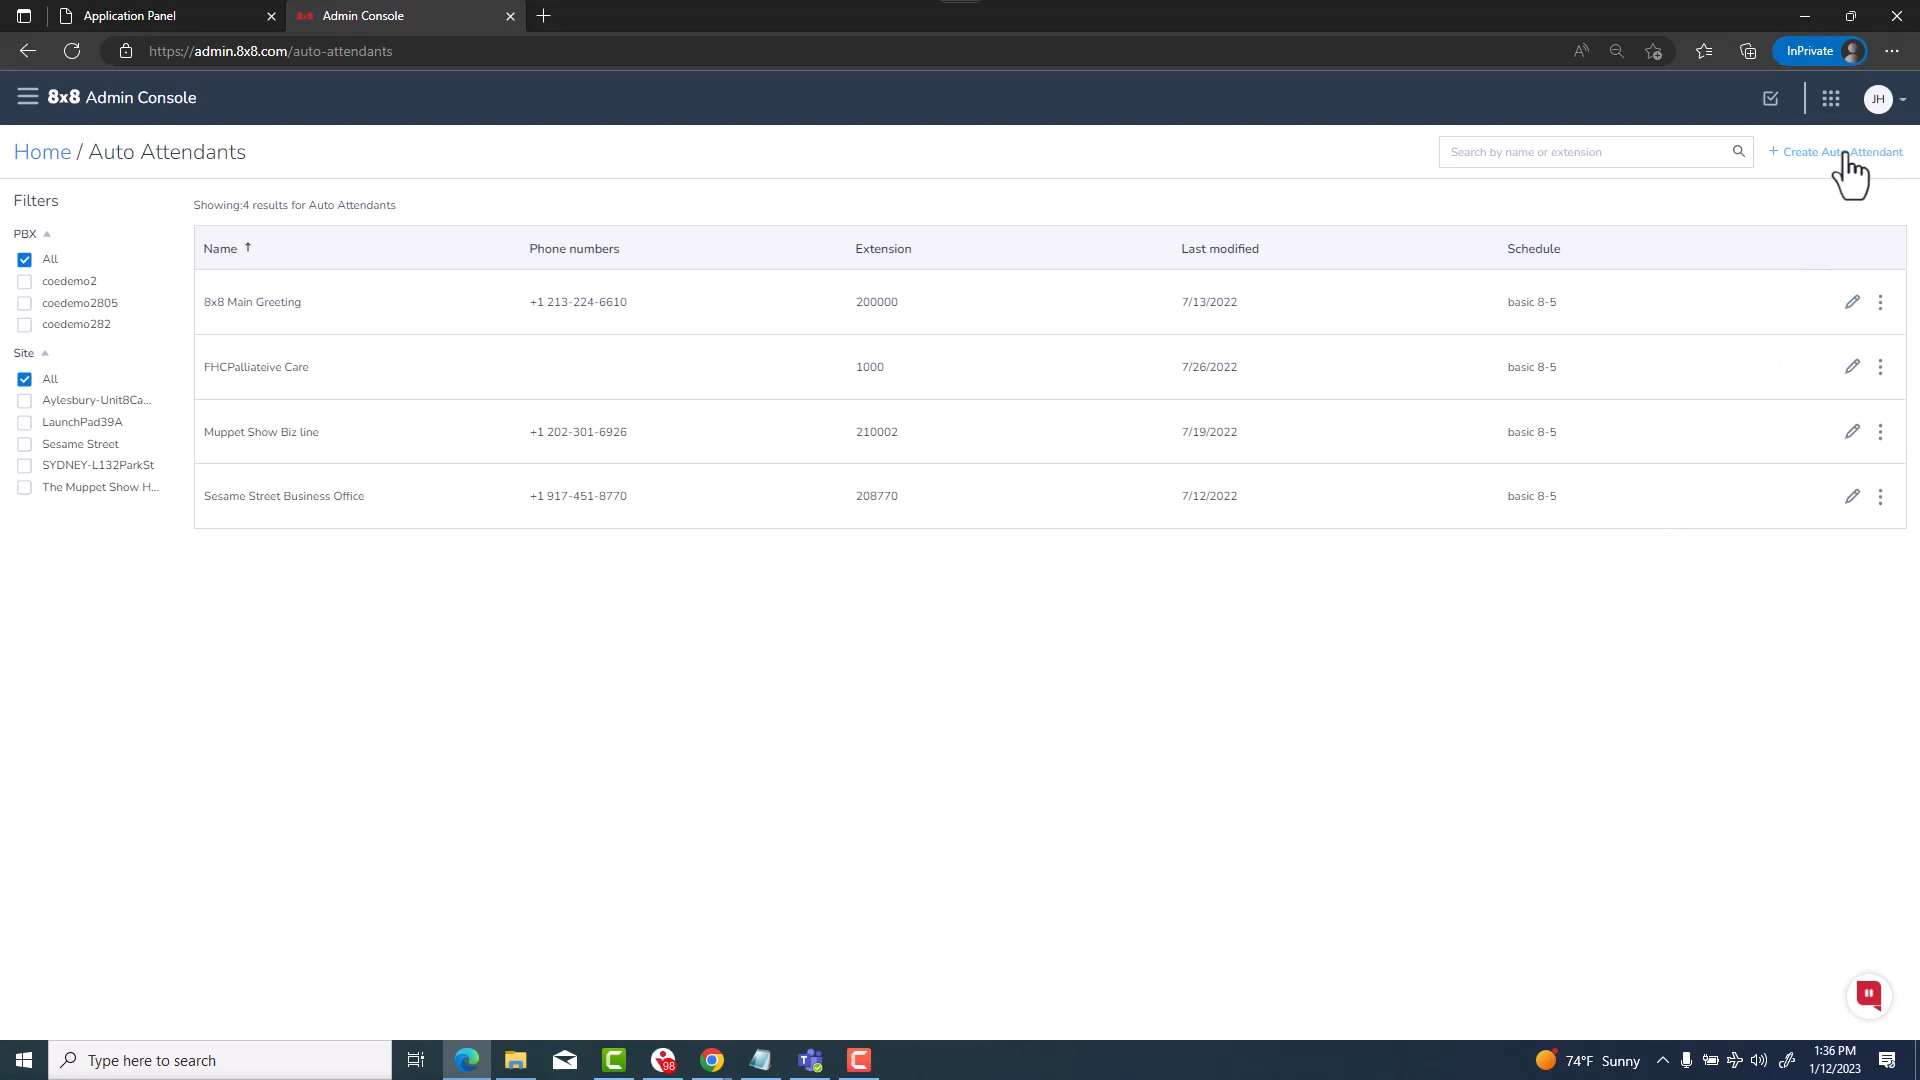 Application Panel
Admin Console
https://admin.8x8.com/auto-attendants
InPrivate
8x8 Admin Console
JH
Home / Auto Attendants
Search by name or extension
+ Create Auto Attendant
Filters
Showing:4 results for Auto Attendants
PBX
All
coedemo2
coedemo2805
coedemo282
Site
All
Aylesbury-Unit8Ca...
LaunchPad39A
Sesame Street
SYDNEY-L132ParkSt
The Muppet Show H...
Name ↑ Phone numbers Extension Last modified Schedule
8x8 Main Greeting +1 213-224-6610 200000 7/13/2022 basic 8-5
FHCPalliateive Care 1000 7/26/2022 basic 8-5
Muppet Show Biz line +1 202-301-6926 210002 7/19/2022 basic 8-5
Sesame Street Business Office +1 917-451-8770 208770 7/12/2022 basic 8-5
Type here to search
98
74°F Sunny
1:36 PM
1/12/2023